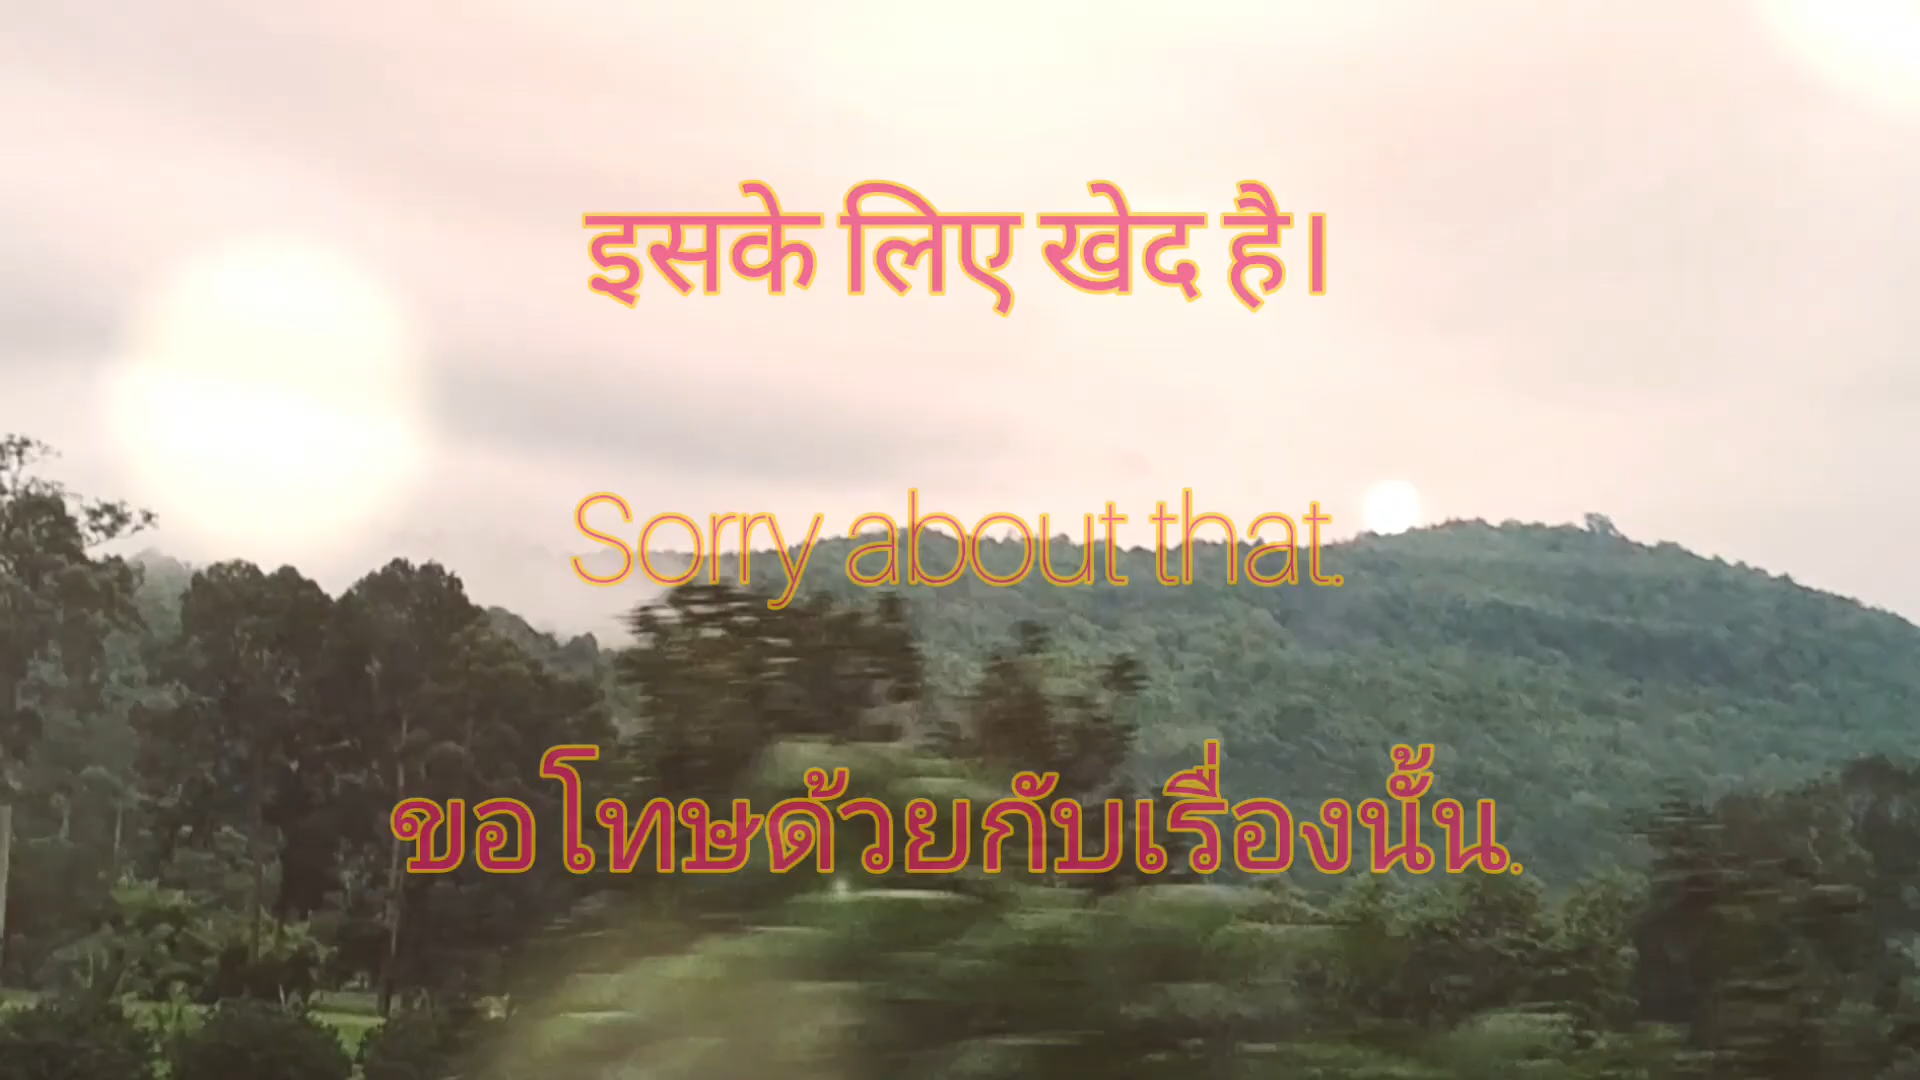 इसके लिए खेद है।
Sorry about that.
ขอโทษด้วยกับเรื่องนั้น.